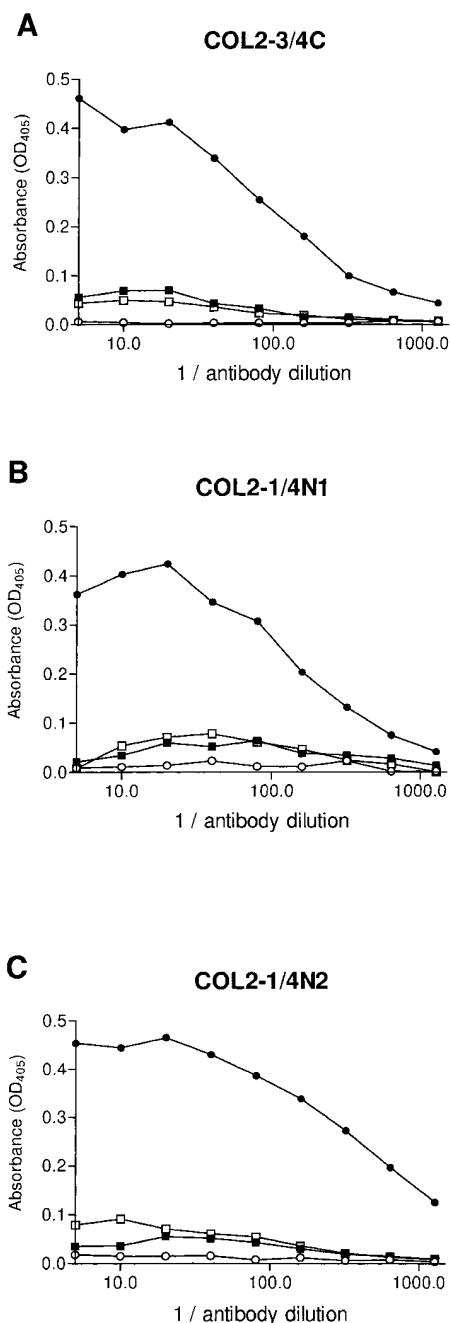 A
COL2-3/4C
Absorbance (OD405)
0.5
0.4
0.3
0.2
0.1
0.0
10.0 100.0 1000.0
1 / antibody dilution
B
COL2-1/4N1
Absorbance (OD405)
0.5
0.4
0.3
0.2
0.1
0.0
10.0 100.0 1000.0
1 / antibody dilution
C
COL2-1/4N2
Absorbance (OD405)
0.5
0.4
0.3
0.2
0.1
0.0
10.0 100.0 1000.0
1 / antibody dilution